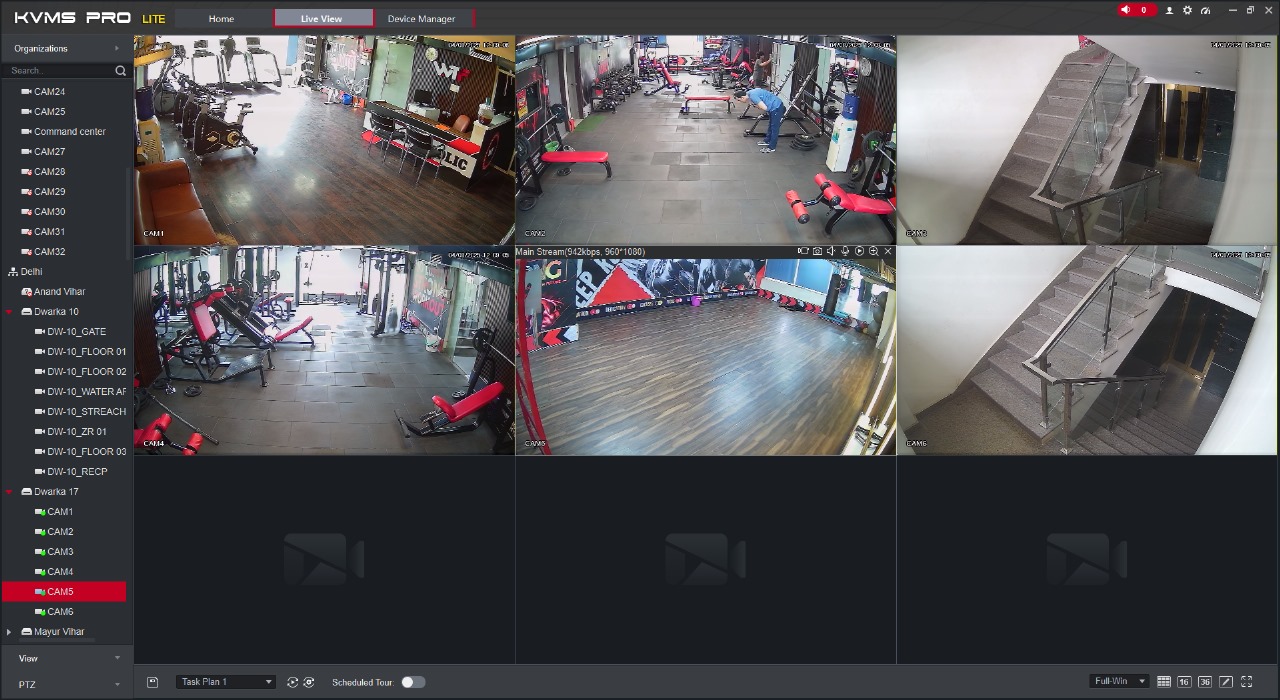 KVMS PRO LITE
Home
Live View
Device Manager
0
Organizations
Search...
CAM24
CAM25
Command center
CAM27
CAM28
CAM29
CAM30
CAM31
CAM32
Delhi
Anand Vihar
Dwarka 10
DW-10_GATE
DW-10_FLOOR 01
DW-10_FLOOR 02
DW-10_WATER AF
DW-10_STREACH
DW-10_ZR 01
DW-10_FLOOR 03
DW-10_RECP
Dwarka 17
CAM1
CAM2
CAM3
CAM4
CAM5
CAM6
Mayur Vihar
View
PTZ
CAM1
CAM2
CAM3
Main Stream(942kbps, 960*1080)
CAM4
CAM5
CAM6
OLIC
Task Plan 1
Scheduled Tour:
Full-Win
16
36